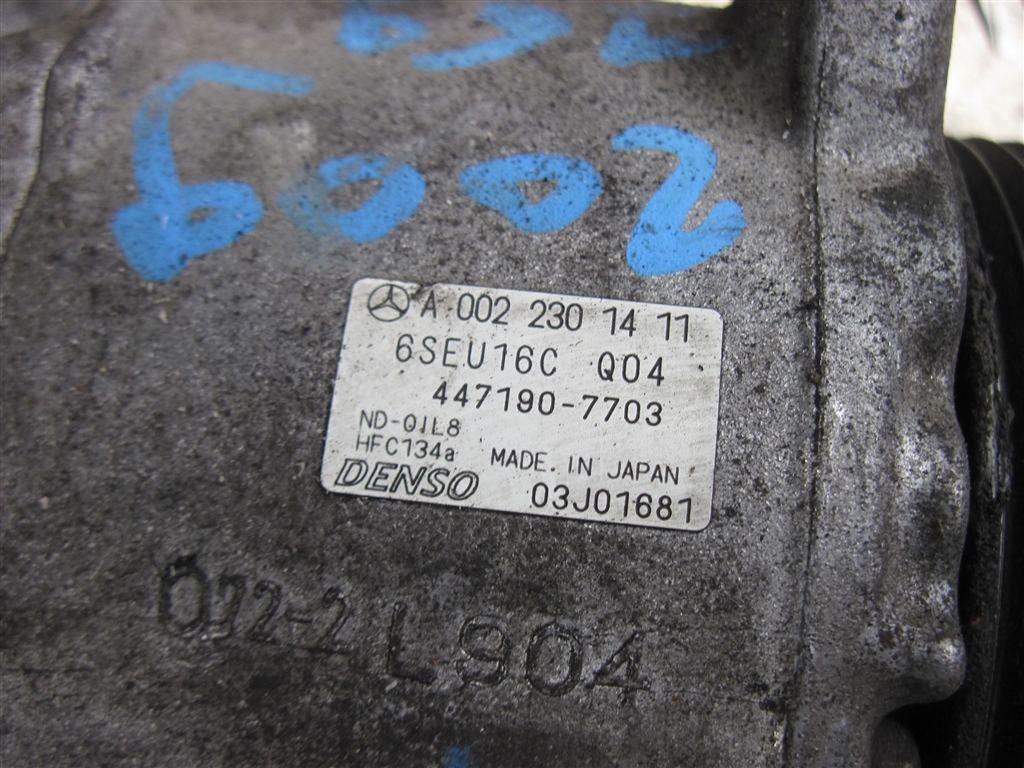 2009
A 002 230 14 11
6SEU16C Q04
447190-7703
ND-OIL8
HFC134a MADE.IN JAPAN
DENSO 03J01681
L904